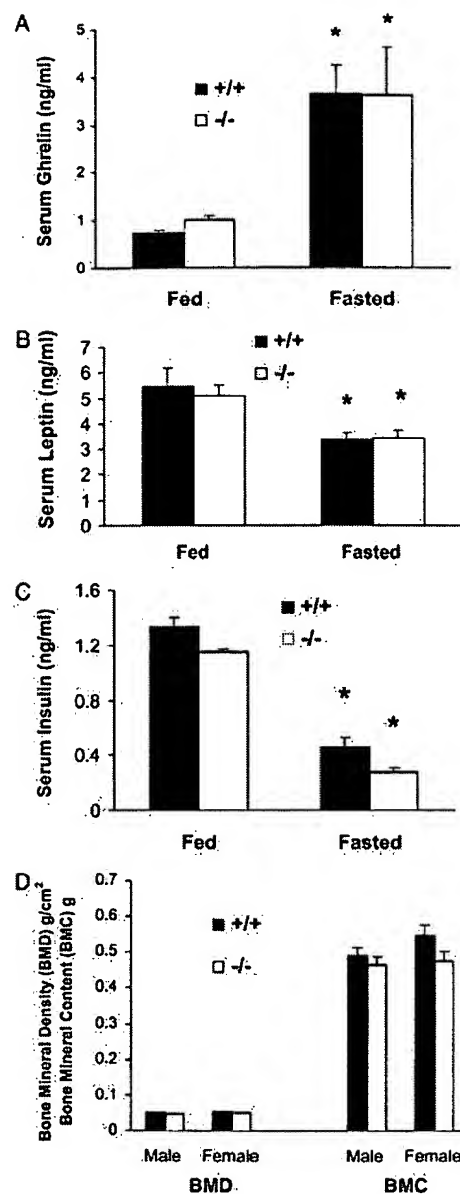 A
Serum Ghrelin (ng/ml)
5
4
3
2
1
0
+/+
-/-
*
*
Fed
Fasted
B
Serum Leptin (ng/ml)
7
6
5
4
3
2
1
0
+/+
-/-
*
*
Fed
Fasted
C
Serum Insulin (ng/ml)
1.6
1.2
0.8
0.4
0
+/+
-/-
*
*
Fed
Fasted
D
Bone Mineral Density (BMD) g/cm²
Bone Mineral Content (BMC) g
0.7
0.6
0.5
0.4
0.3
0.2
0.1
0
+/+
-/-
Male Female Male Female
BMD BMC